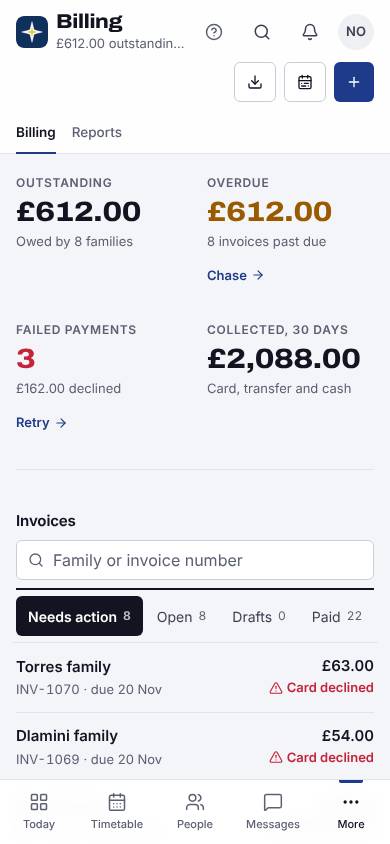 Billing
£612.00 outstandin...
NO
Billing Reports
OUTSTANDING
£612.00
Owed by 8 families
OVERDUE
£612.00
8 invoices past due
Chase →
FAILED PAYMENTS
3
£162.00 declined
Retry →
COLLECTED, 30 DAYS
£2,088.00
Card, transfer and cash
Invoices
Family or invoice number
Needs action 8 Open 8 Drafts 0 Paid 22
Torres family £63.00
INV-1070 · due 20 Nov Card declined
Dlamini family £54.00
INV-1069 · due 20 Nov Card declined
Today Timetable People Messages More